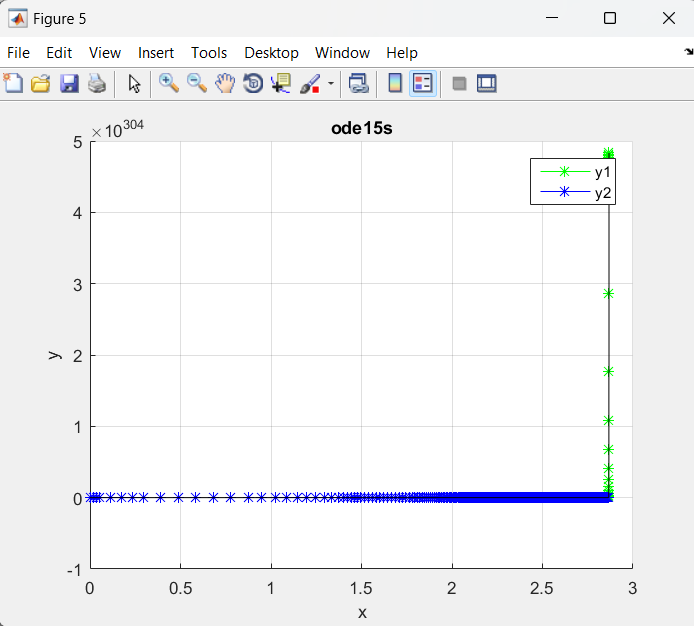 Figure 5
File Edit View Insert Tools Desktop Window Help
ode15s
×10^304
5
4
3
2
1
0
-1
y
0 0.5 1 1.5 2 2.5 3
x
y1
y2